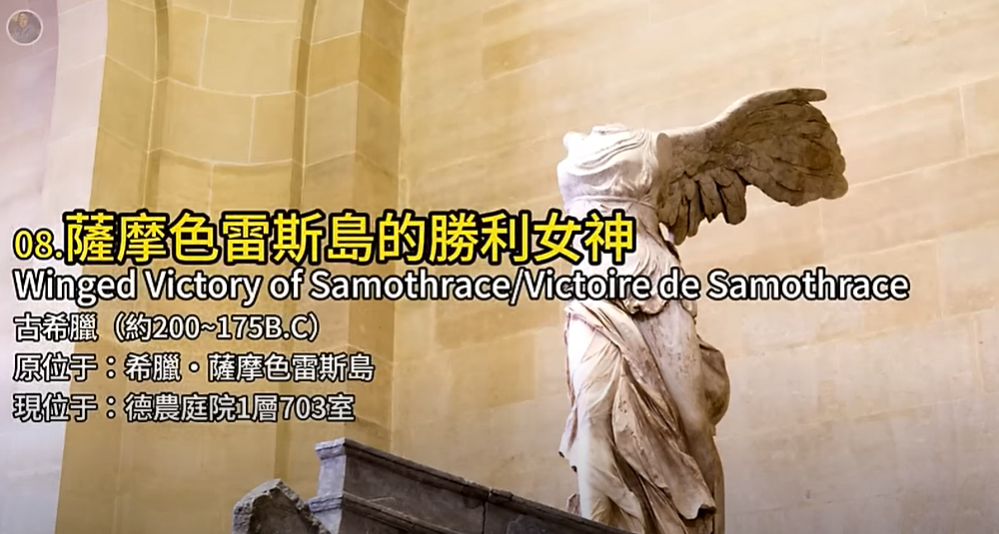 08.薩摩色雷斯島的勝利女神
Winged Victory of Samothrace/Victoire de Samothrace
古希臘（約200~175B.C）
原位于：希臘·薩摩色雷斯島
現位于：德農庭院1層703室